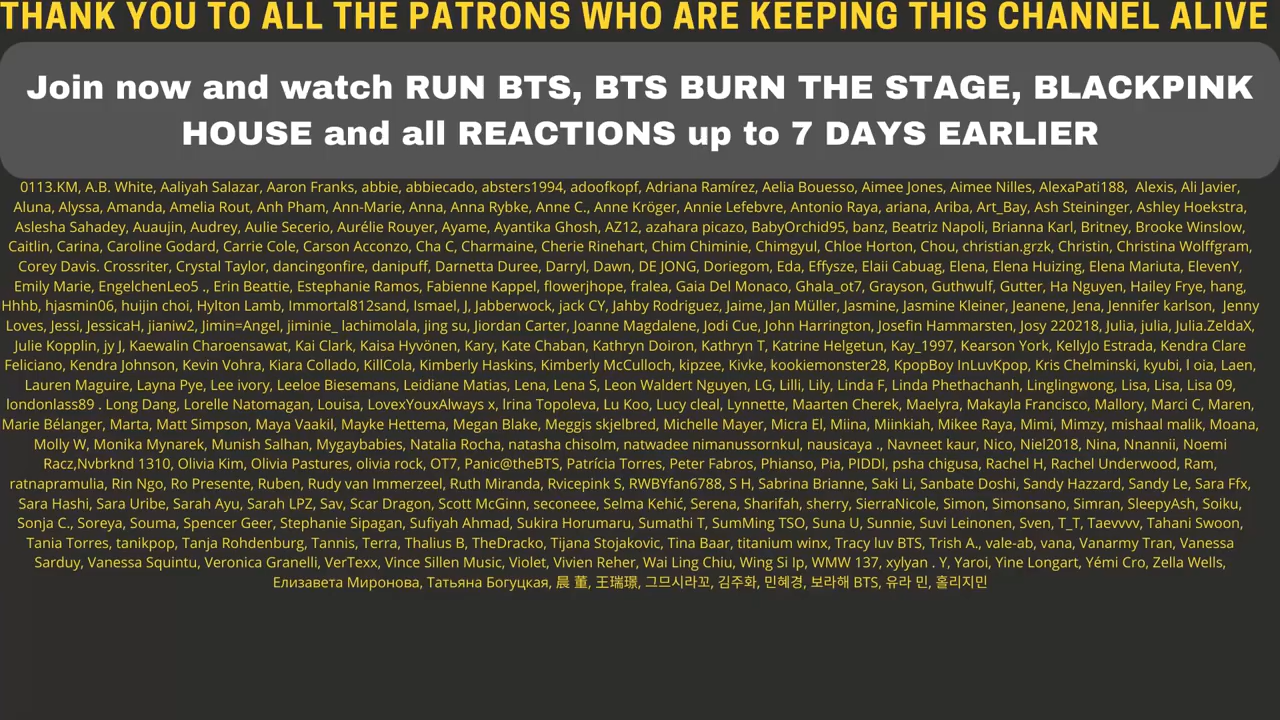 THANK YOU TO ALL THE PATRONS WHO ARE KEEPING THIS CHANNEL ALIVE
Join now and watch RUN BTS, BTS BURN THE STAGE, BLACKPINK
HOUSE and all REACTIONS up to 7 DAYS EARLIER
0113.KM, A.B. White, Aaliyah Salazar, Aaron Franks, abbie, abbiecado, absters1994, adoofkopf, Adriana Ramírez, Aelia Bouesso, Aimee Jones, Aimee Nilles, AlexaPati188, Alexis, Ali Javier,
Aluna, Alyssa, Amanda, Amelia Rout, Anh Pham, Ann-Marie, Anna, Anna Rybke, Anne C., Anne Kröger, Annie Lefebvre, Antonio Raya, ariana, Ariba, Art_Bay, Ash Steininger, Ashley Hoekstra,
Aslesha Sahadey, Auaujin, Audrey, Aulie Secerio, Aurélie Rouyer, Ayame, Ayantika Ghosh, AZ12, azahara picazo, BabyOrchid95, banz, Beatriz Napoli, Brianna Karl, Britney, Brooke Winslow,
Caitlin, Carina, Caroline Godard, Carrie Cole, Carson Acconzo, Cha C, Charmaine, Cherie Rinehart, Chim Chiminie, Chimgyul, Chloe Horton, Chou, christian.grzk, Christin, Christina Wolffgram,
Corey Davis. Crossriter, Crystal Taylor, dancingonfire, danipuff, Darnetta Duree, Darryl, Dawn, DE JONG, Doriegom, Eda, Effysze, Elaii Cabuag, Elena, Elena Huizing, Elena Mariuta, ElevenY,
Emily Marie, EngelchenLeo5 ., Erin Beattie, Estephanie Ramos, Fabienne Kappel, flowerjhope, fralea, Gaia Del Monaco, Ghala_ot7, Grayson, Guthwulf, Gutter, Ha Nguyen, Hailey Frye, hang,
Hhhb, hjasmin06, huijin choi, Hylton Lamb, Immortal812sand, Ismael, J, Jabberwock, jack CY, Jahby Rodriguez, Jaime, Jan Müller, Jasmine, Jasmine Kleiner, Jeanene, Jena, Jennifer karlson, Jenny
Loves, Jessi, JessicaH, jianiw2, Jimin=Angel, jiminie_ lachimolala, jing su, Jiordan Carter, Joanne Magdalene, Jodi Cue, John Harrington, Josefin Hammarsten, Josy 220218, Julia, julia, Julia.ZeldaX,
Julie Kopplin, jy J, Kaewalin Charoensawat, Kai Clark, Kaisa Hyvönen, Kary, Kate Chaban, Kathryn Doiron, Kathryn T, Katrine Helgetun, Kay_1997, Kearson York, KellyJo Estrada, Kendra Clare
Feliciano, Kendra Johnson, Kevin Vohra, Kiara Collado, KillCola, Kimberly Haskins, Kimberly McCulloch, kipzee, Kivke, kookiemonster28, KpopBoy InLuvKpop, Kris Chelminski, kyubi, l oia, Laen,
Lauren Maguire, Layna Pye, Lee ivory, Leeloe Biesemans, Leidiane Matias, Lena, Lena S, Leon Waldert Nguyen, LG, Lilli, Lily, Linda F, Linda Phethachanh, Linglingwong, Lisa, Lisa, Lisa 09,
londonlass89 . Long Dang, Lorelle Natomagan, Louisa, LovexYouxAlways x, lrina Topoleva, Lu Koo, Lucy cleal, Lynnette, Maarten Cherek, Maelyra, Makayla Francisco, Mallory, Marci C, Maren,
Marie Bélanger, Marta, Matt Simpson, Maya Vaakil, Mayke Hettema, Megan Blake, Meggis skjelbred, Michelle Mayer, Micra El, Miina, Miinkiah, Mikee Raya, Mimi, Mimzy, mishaal malik, Moana,
Molly W, Monika Mynarek, Munish Salhan, Mygaybabies, Natalia Rocha, natasha chisolm, natwadee nimanussornkul, nausicaya ., Navneet kaur, Nico, Niel2018, Nina, Nnannii, Noemi
Racz,Nvbrknd 1310, Olivia Kim, Olivia Pastures, olivia rock, OT7, Panic@theBTS, Patrícia Torres, Peter Fabros, Phianso, Pia, PIDDI, psha chigusa, Rachel H, Rachel Underwood, Ram,
ratnapramulia, Rin Ngo, Ro Presente, Ruben, Rudy van Immerzeel, Ruth Miranda, Rvicepink S, RWBYfan6788, S H, Sabrina Brianne, Saki Li, Sanbate Doshi, Sandy Hazzard, Sandy Le, Sara Ffx,
Sara Hashi, Sara Uribe, Sarah Ayu, Sarah LPZ, Sav, Scar Dragon, Scott McGinn, seconeee, Selma Kehić, Serena, Sharifah, sherry, SierraNicole, Simon, Simonsano, Simran, SleepyAsh, Soiku,
Sonja C., Soreya, Souma, Spencer Geer, Stephanie Sipagan, Sufiyah Ahmad, Sukira Horumaru, Sumathi T, SumMing TSO, Suna U, Sunnie, Suvi Leinonen, Sven, T_T, Taevvvv, Tahani Swoon,
Tania Torres, tanikpop, Tanja Rohdenburg, Tannis, Terra, Thalius B, TheDracko, Tijana Stojakovic, Tina Baar, titanium winx, Tracy luv BTS, Trish A., vale-ab, vana, Vanarmy Tran, Vanessa
Sarduy, Vanessa Squintu, Veronica Granelli, VerTexx, Vince Sillen Music, Violet, Vivien Reher, Wai Ling Chiu, Wing Si Ip, WMW 137, xylyan . Y, Yaroi, Yine Longart, Yémi Cro, Zella Wells,
Елизавета Миронова, Татьяна Богуцкая, 晨 董, 王瑞璟, 그므시라꼬, 김주화, 민혜경, 보라해 BTS, 유라 민, 홀리지민